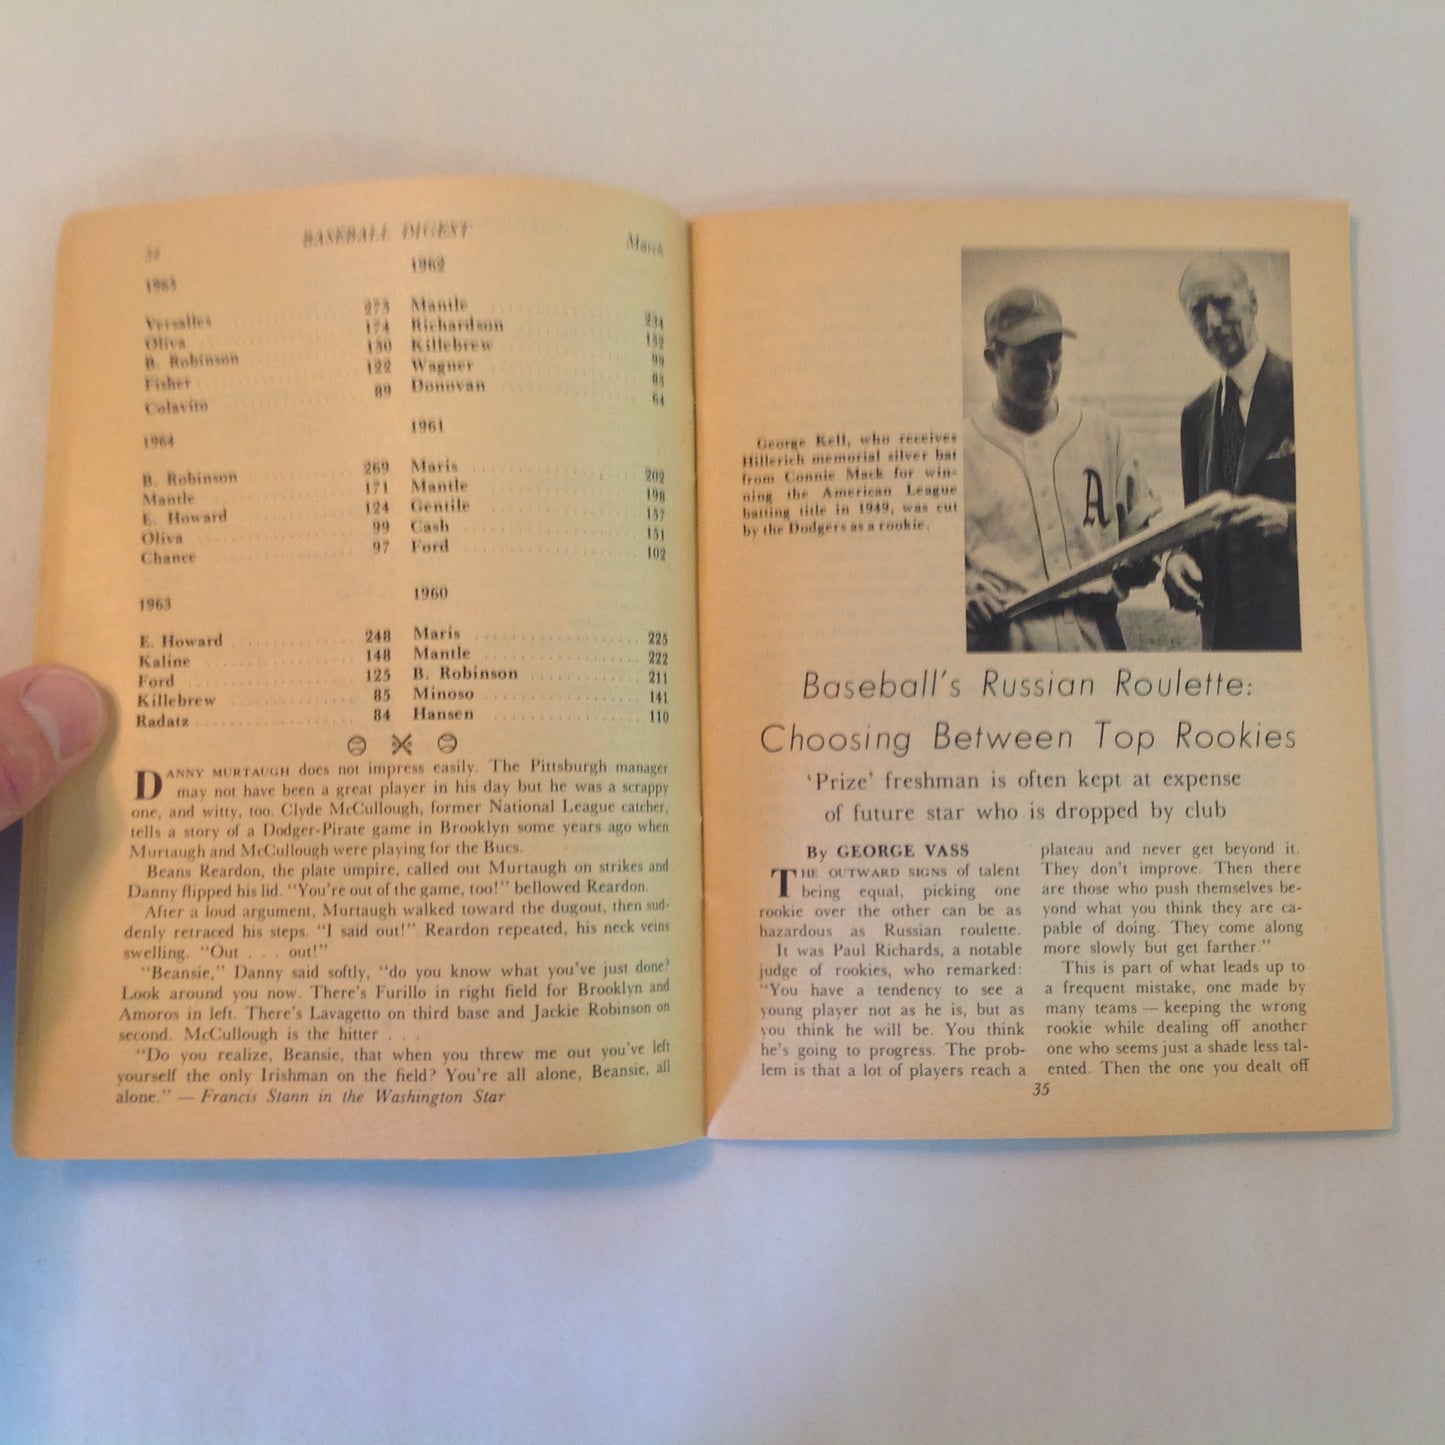 34
BASEBALL DIGEST
March
1965
Versalles 275
Oliva 174
B. Robinson 150
Fisher 122
Colavito 89
1964
B. Robinson 269
Mantle 171
E. Howard 124
Oliva 99
Chance 97
1963
E. Howard 248
Kaline 148
Ford 125
Killebrew 85
Radatz 84
1962
Mantle 234
Richardson 152
Killebrew 99
Wagner 85
Donovan 64
1961
Maris 202
Mantle 198
Gentile 157
Cash 151
Ford 102
1960
Maris 225
Mantle 222
B. Robinson 211
Minoso 141
Hansen 110
DANNY MURTAUGH does not impress easily. The Pittsburgh manager
may not have been a great player in his day but he was a scrappy
one, and witty, too. Clyde McCullough, former National League catcher,
tells a story of a Dodger-Pirate game in Brooklyn some years ago when
Murtaugh and McCullough were playing for the Bucs.
Beans Reardon, the plate umpire, called out Murtaugh on strikes and
Danny flipped his lid. "You're out of the game, too!" bellowed Reardon.
After a loud argument, Murtaugh walked toward the dugout, then sud-
denly retraced his steps. "I said out!" Reardon repeated, his neck veins
swelling. "Out . . . out!"
"Beansie," Danny said softly, "do you know what you've just done?
Look around you now. There's Furillo in right field for Brooklyn and
Amoros in left. There's Lavagetto on third base and Jackie Robinson on
second. McCullough is the hitter . . .
"Do you realize, Beansie, that when you threw me out you've left
yourself the only Irishman on the field? You're all alone, Beansie, all
alone." — Francis Stann in the Washington Star
George Kell, who receives
Hillerich memorial silver bat
from Connie Mack for win-
ning the American League
batting title in 1949, was cut
by the Dodgers as a rookie.
A
Baseball's Russian Roulette:
Choosing Between Top Rookies
'Prize' freshman is often kept at expense
of future star who is dropped by club
By GEORGE VASS
THE OUTWARD SIGNS of talent
being equal, picking one
rookie over the other can be as
hazardous as Russian roulette.
It was Paul Richards, a notable
judge of rookies, who remarked:
"You have a tendency to see a
young player not as he is, but as
you think he will be. You think
he's going to progress. The prob-
lem is that a lot of players reach a
plateau and never get beyond it.
They don't improve. Then there
are those who push themselves be-
yond what you think they are ca-
pable of doing. They come along
more slowly but get farther."
This is part of what leads up to
a frequent mistake, one made by
many teams — keeping the wrong
rookie while dealing off another
one who seems just a shade less tal-
ented. Then the one you dealt off
35